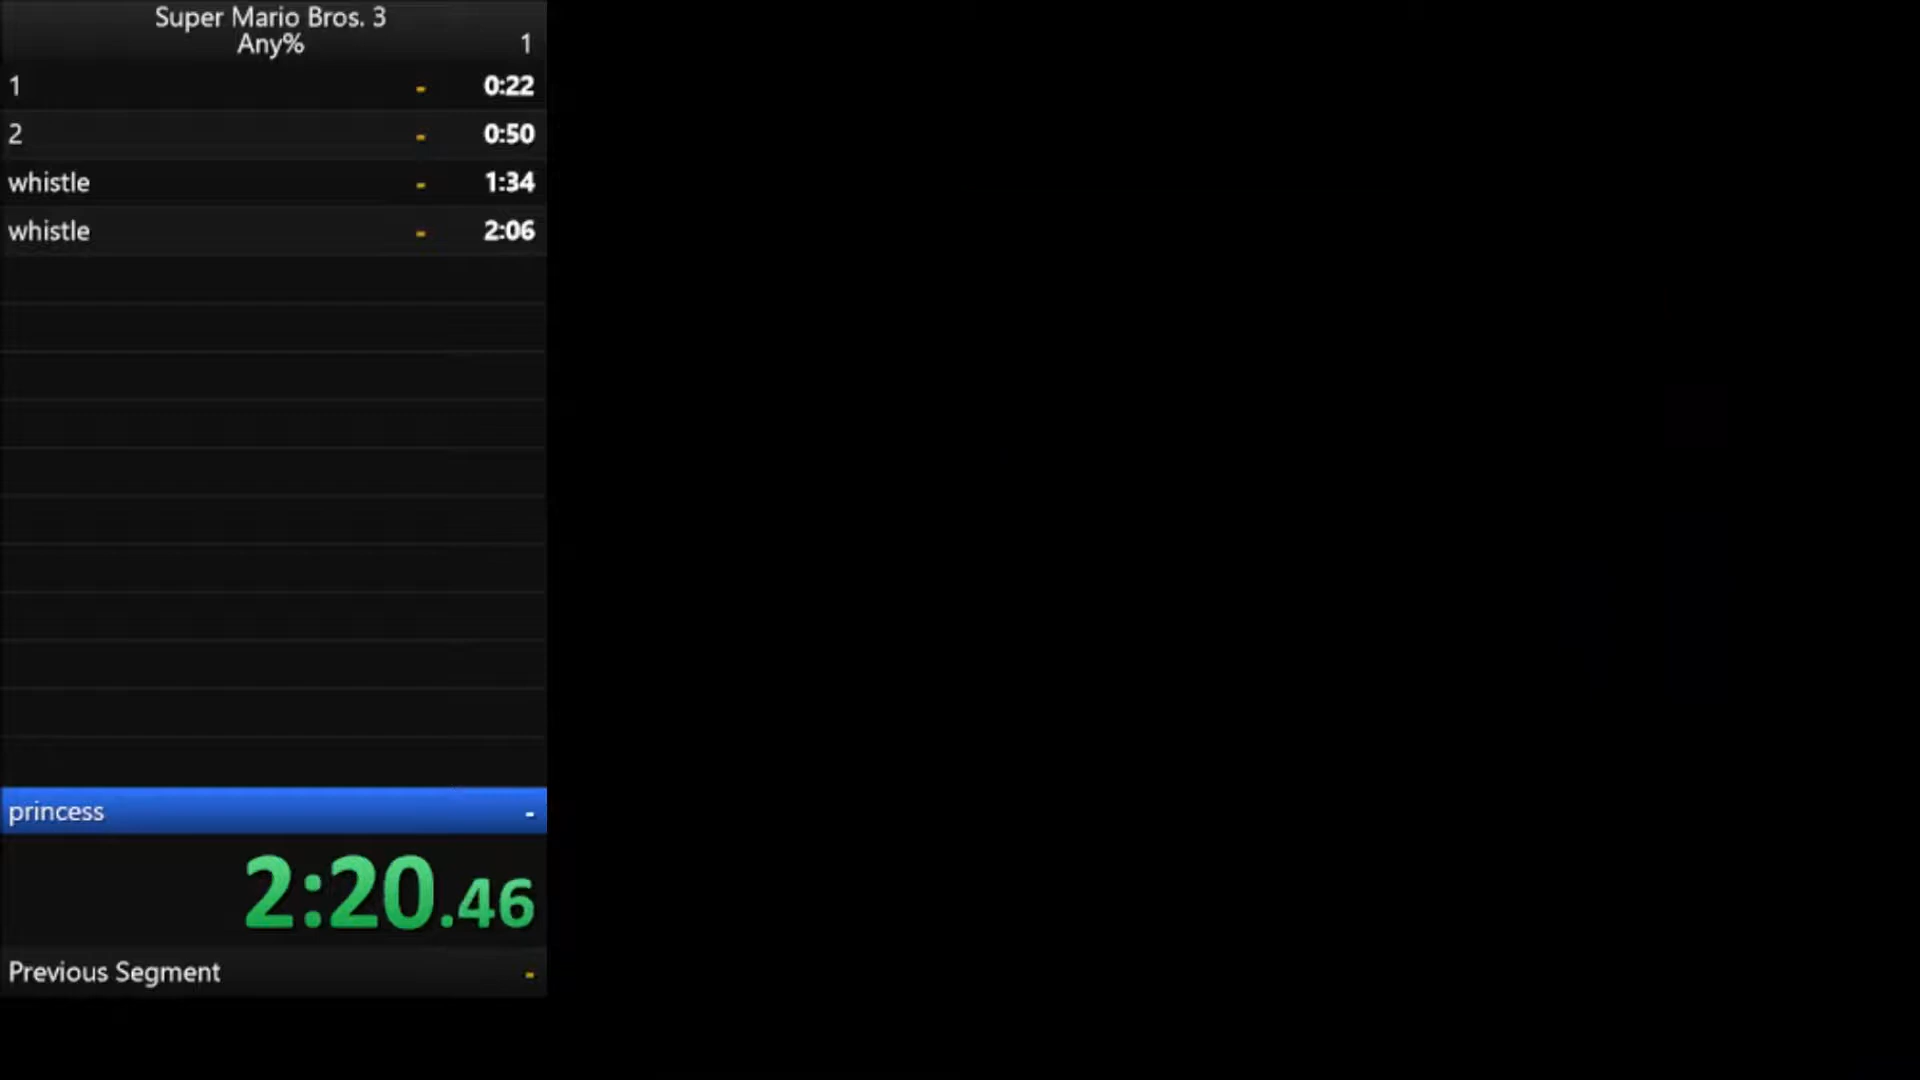 Super Mario Bros. 3
Any% 1
1 - 0:22
2 - 0:50
whistle - 1:34
whistle - 2:06
princess -
2:20.46
Previous Segment -